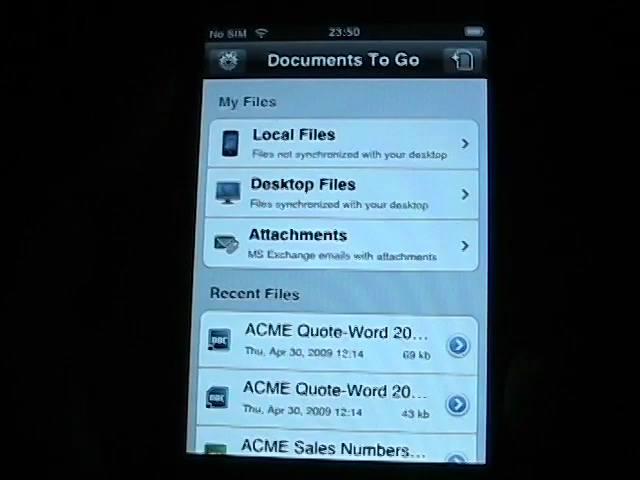 No SIM 23:50
Documents To Go
My Files
Local Files
Files not synchronized with your desktop
Desktop Files
Files synchronized with your desktop
Attachments
MS Exchange emails with attachments
Recent Files
ACME Quote-Word 20...
Thu, Apr 30, 2009 12:14 69 kb
DOC
ACME Quote-Word 20...
Thu, Apr 30, 2009 12:14 43 kb
DOC
ACME Sales Numbers...